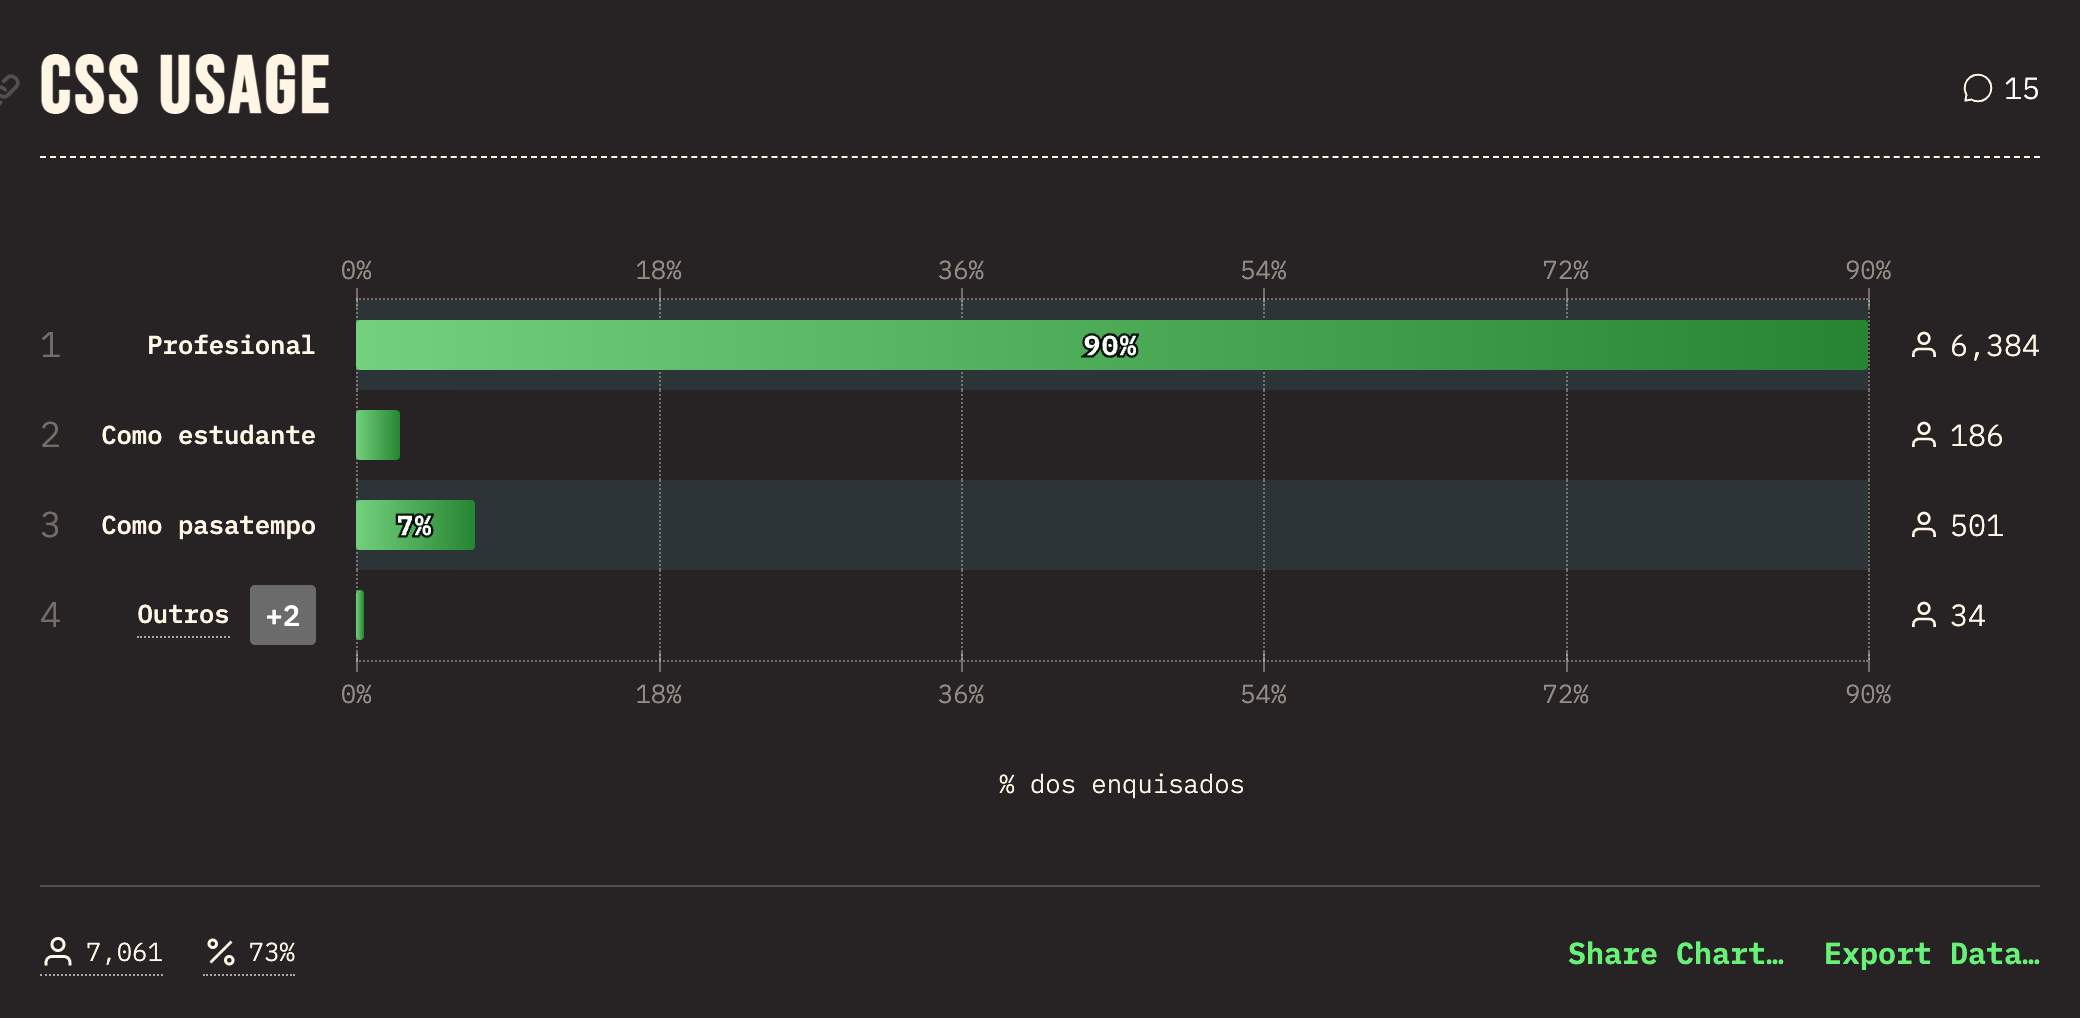 CSS USAGE
15
0% 18% 36% 54% 72% 90%
1 Profesional 90% 6,384
2 Como estudante 186
3 Como pasatempo 7% 501
4 Outros +2 34
0% 18% 36% 54% 72% 90%
% dos enquisados
7,061 73% Share Chart… Export Data…